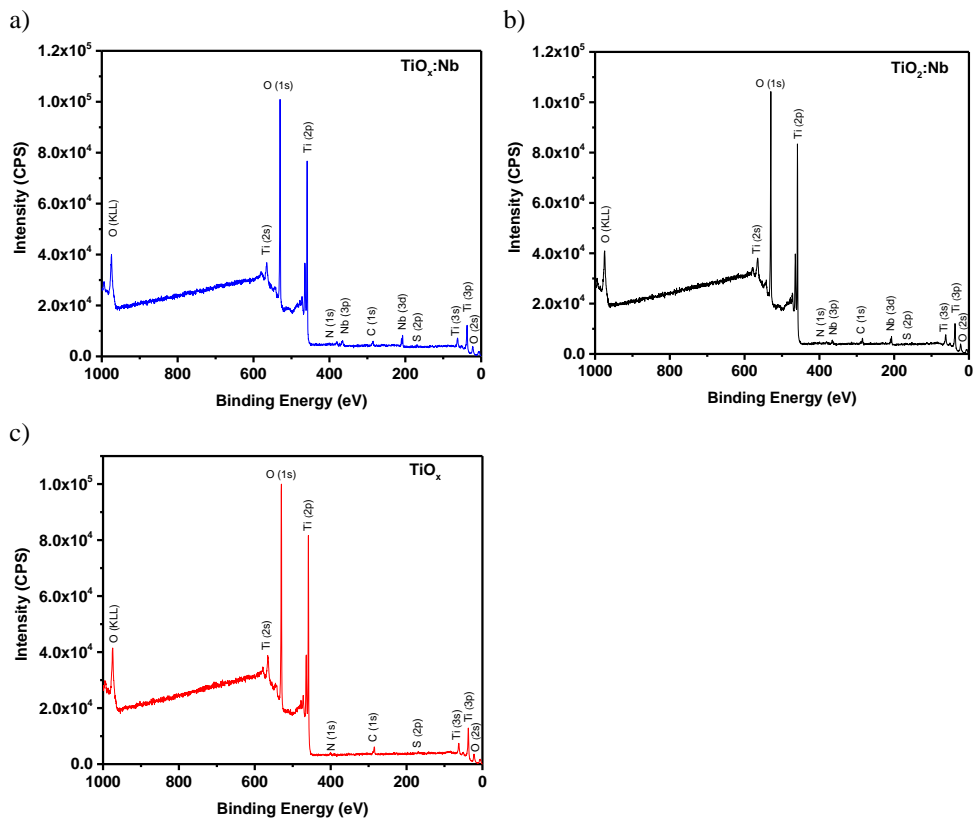 a)
TiOx:Nb
1.2x10^5
1.0x10^5
8.0x10^4
6.0x10^4
4.0x10^4
2.0x10^4
0.0
Intensity (CPS)
O (KLL)
Ti (2s)
O (1s)
Ti (2p)
N (1s)
Nb (3p)
C (1s)
Nb (3d)
S (2p)
Ti (3s)
Ti (3p)
O (2s)
1000 800 600 400 200 0
Binding Energy (eV)
b)
TiO2:Nb
1.2x10^5
1.0x10^5
8.0x10^4
6.0x10^4
4.0x10^4
2.0x10^4
0.0
Intensity (CPS)
O (KLL)
Ti (2s)
O (1s)
Ti (2p)
N (1s)
Nb (3p)
C (1s)
Nb (3d)
S (2p)
Ti (3s)
Ti (3p)
O (2s)
1000 800 600 400 200 0
Binding Energy (eV)
c)
TiOx
1.0x10^5
8.0x10^4
6.0x10^4
4.0x10^4
2.0x10^4
0.0
Intensity (CPS)
O (KLL)
Ti (2s)
O (1s)
Ti (2p)
N (1s)
C (1s)
S (2p)
Ti (3s)
Ti (3p)
O (2s)
1000 800 600 400 200 0
Binding Energy (eV)